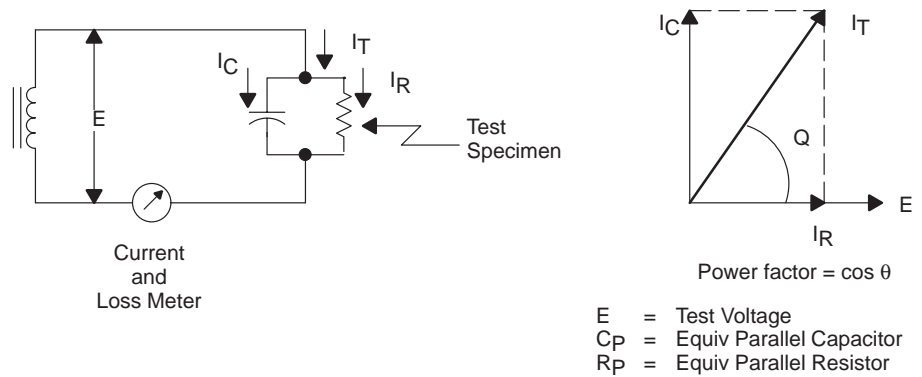 I_C
I_T
I_R
E
Test
Specimen
Current
and
Loss Meter
I_C
I_T
Q
E
I_R
Power factor = cos θ
E = Test Voltage
C_P = Equiv Parallel Capacitor
R_P = Equiv Parallel Resistor